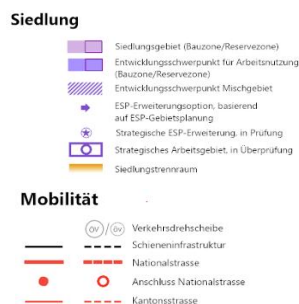 Siedlung
Siedlungsgebiet (Bauzone/Reservezone)
Entwicklungsschwerpunkt für Arbeitsnutzung
(Bauzone/Reservezone)
Entwicklungsschwerpunkt Mischgebiet
ESP-Erweiterungsoption, basierend
auf ESP-Gebietsplanung
Strategische ESP-Erweiterung, in Prüfung
Strategisches Arbeitsgebiet, in Überprüfung
Siedlungstrennraum
Mobilität
ÖV / ÖV Verkehrsdrehscheibe
Schieneninfrastruktur
Nationalstrasse
Anschluss Nationalstrasse
Kantonsstrasse